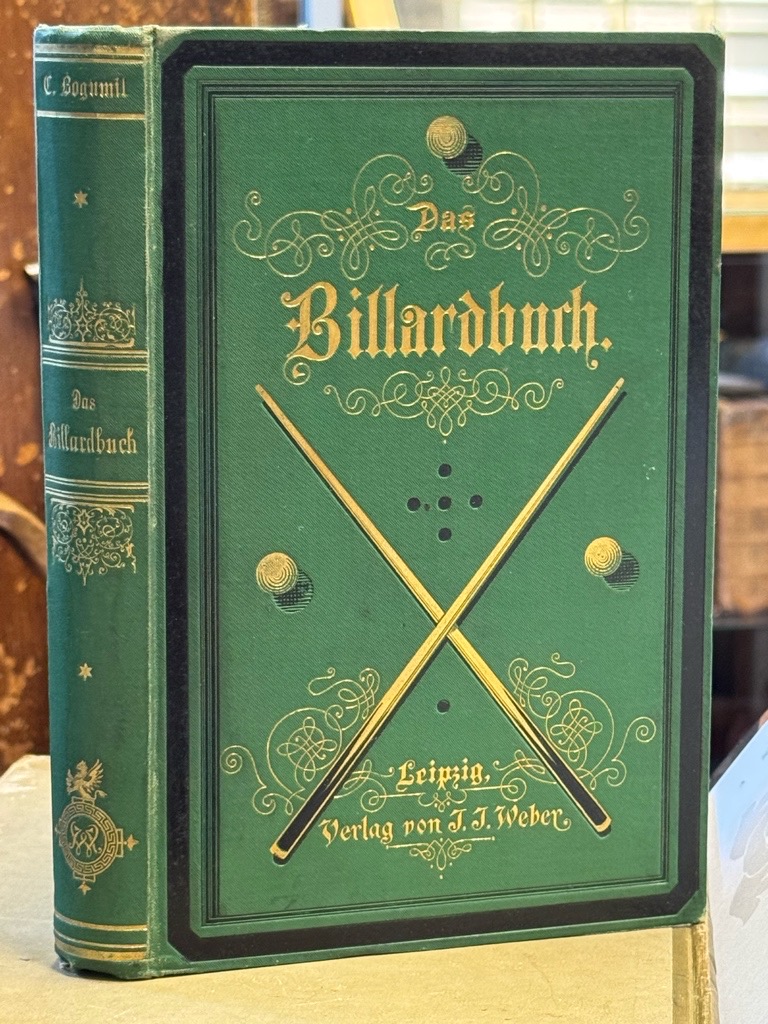 C. Bogumil
Das
Billardbuch
Das
Billardbuch.
Leipzig,
Verlag von J. J. Weber.